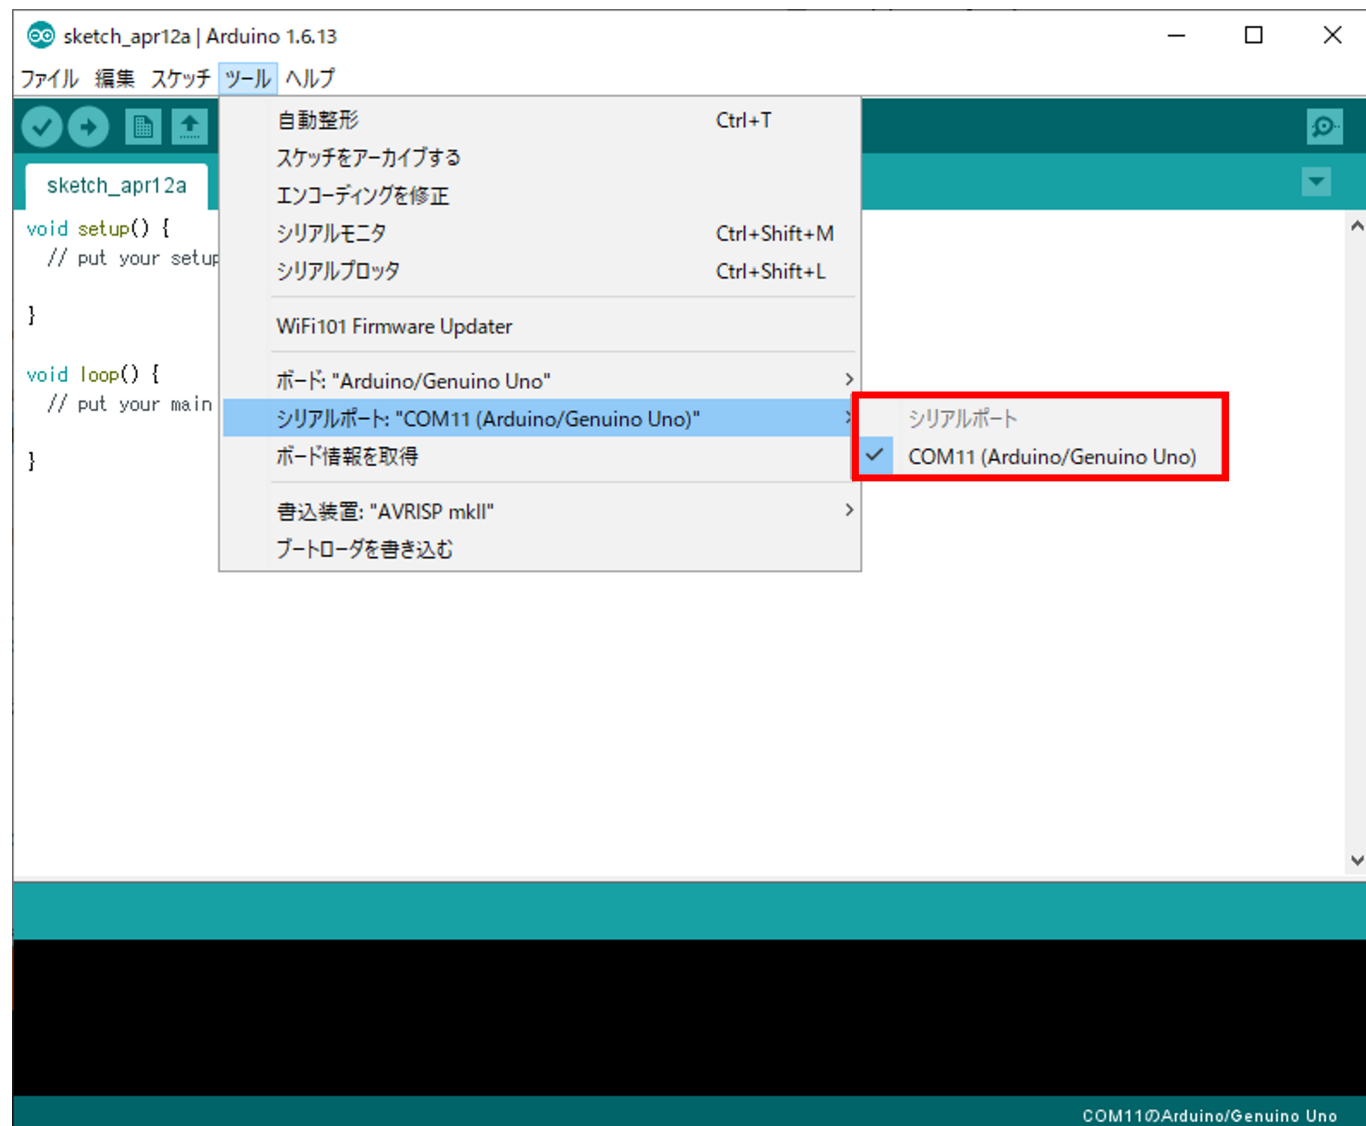 sketch_apr12a | Arduino 1.6.13
ファイル 編集 スケッチ ツール ヘルプ
自動整形 Ctrl+T
スケッチをアーカイブする
エンコーディングを修正
シリアルモニタ Ctrl+Shift+M
シリアルプロッタ Ctrl+Shift+L
WiFi101 Firmware Updater
ボード: "Arduino/Genuino Uno"
シリアルポート: "COM11 (Arduino/Genuino Uno)"
ボード情報を取得
書込装置: "AVRISP mkII"
ブートローダを書き込む
シリアルポート
COM11 (Arduino/Genuino Uno)
sketch_apr12a
void setup() {
// put your setup
}
void loop() {
// put your main
}
COM11のArduino/Genuino Uno